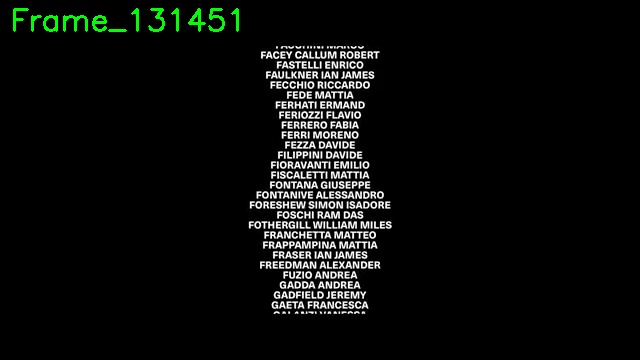 Frame_131451
FACEY CALLUM ROBERT
FASTELLI ENRICO
FAULKNER IAN JAMES
FECCHIO RICCARDO
FEDE MATTIA
FERHATI ERMAND
FERIOZZI FLAVIO
FERRERO FABIA
FERRI MORENO
FEZZA DAVIDE
FILIPPINI DAVIDE
FIORAVANTI EMILIO
FISCALETTI MATTIA
FONTANA GIUSEPPE
FONTANIVE ALESSANDRO
FORESHEW SIMON ISADORE
FOSCHI RAM DAS
FOTHERGILL WILLIAM MILES
FRANCHETTA MATTEO
FRAPPAMPINA MATTIA
FRASER IAN JAMES
FREEDMAN ALEXANDER
FUZIO ANDREA
GADDA ANDREA
GADFIELD JEREMY
GAETA FRANCESCA